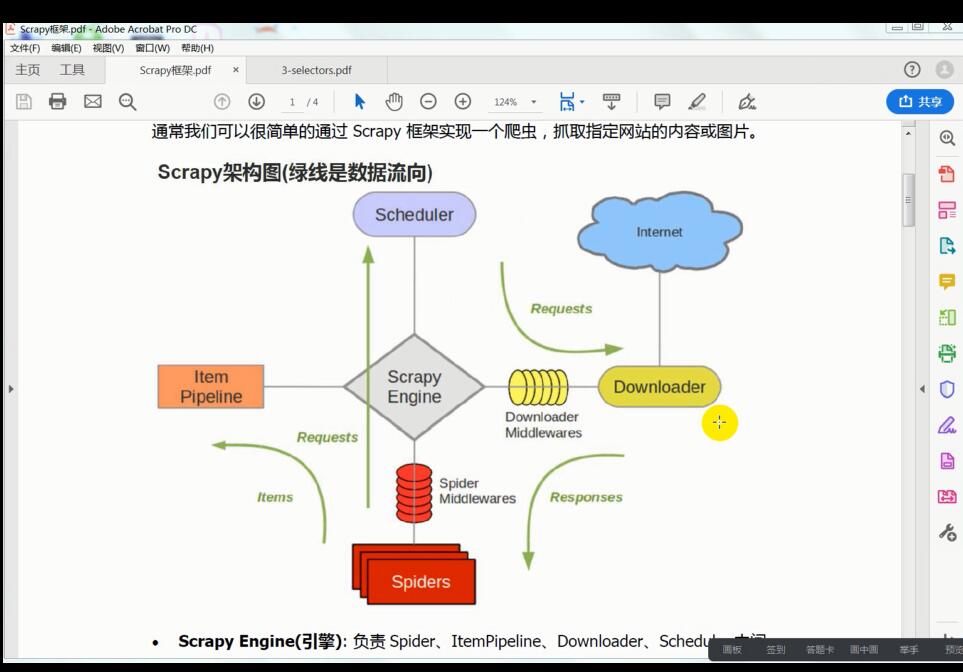 Scrapy框架.pdf - Adobe Acrobat Pro DC
文件(F) 编辑(E) 视图(V) 窗口(W) 帮助(H)
主页 工具 Scrapy框架.pdf × 3-selectors.pdf
1 / 4 124% 共享
通常我们可以很简单的通过 Scrapy 框架实现一个爬虫，抓取指定网站的内容或图片。
Scrapy架构图(绿线是数据流向)
Scheduler
Internet
Requests
Item
Pipeline
Scrapy
Engine
Downloader
Downloader
Middlewares
Requests
Items
Spider
Middlewares
Responses
Spiders
• Scrapy Engine(引擎): 负责 Spider、ItemPipeline、Downloader、Schedu
画板 签到 答题卡 画中画 举手 预览